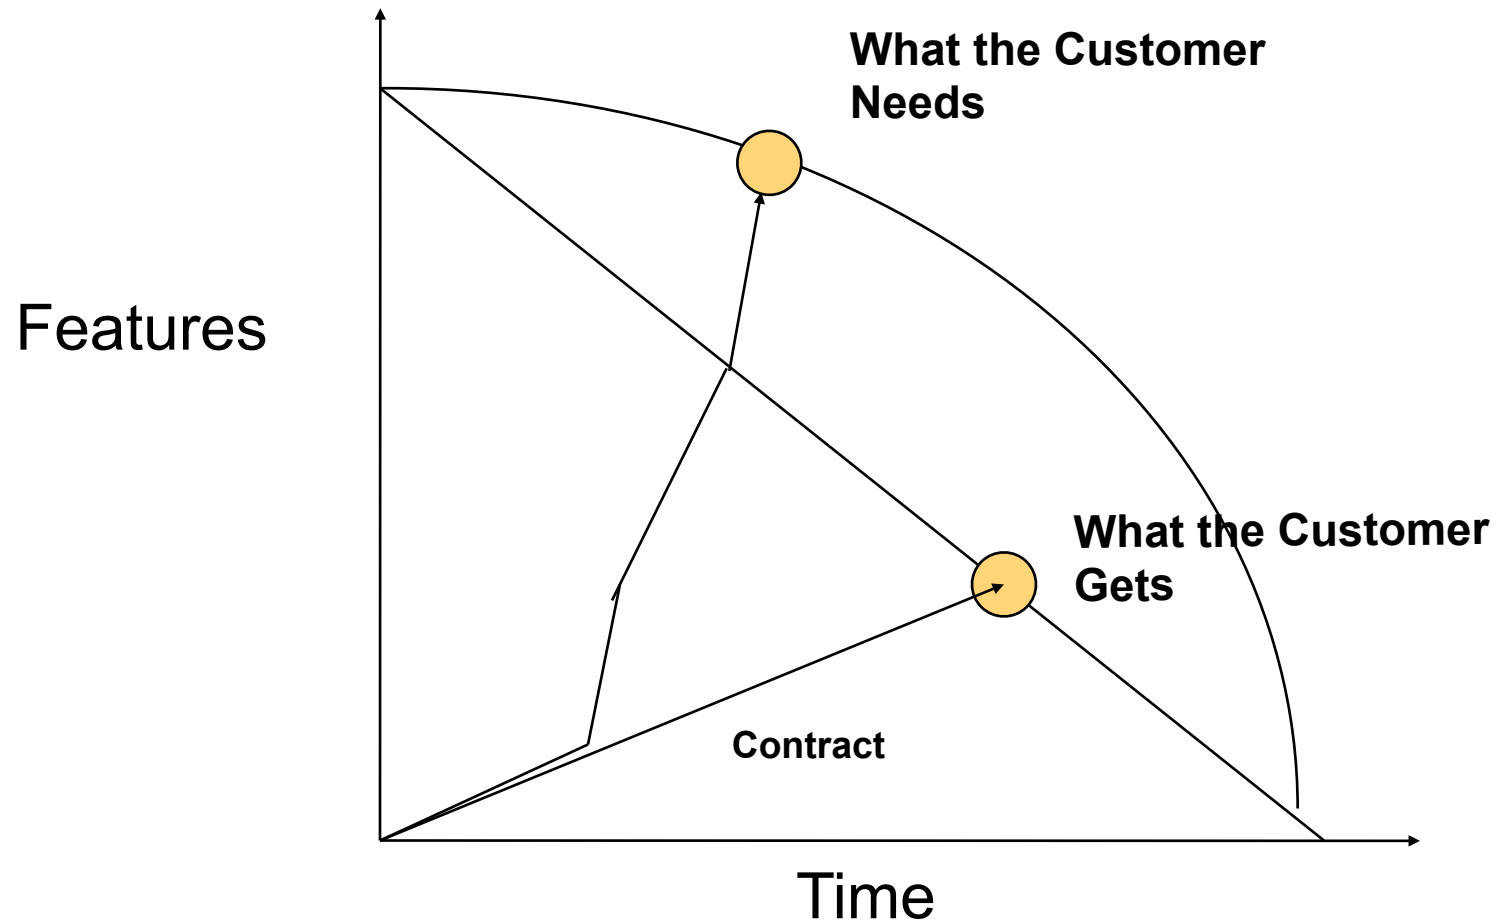 What the Customer
Needs
Features
What the Customer
Gets
Contract
Time